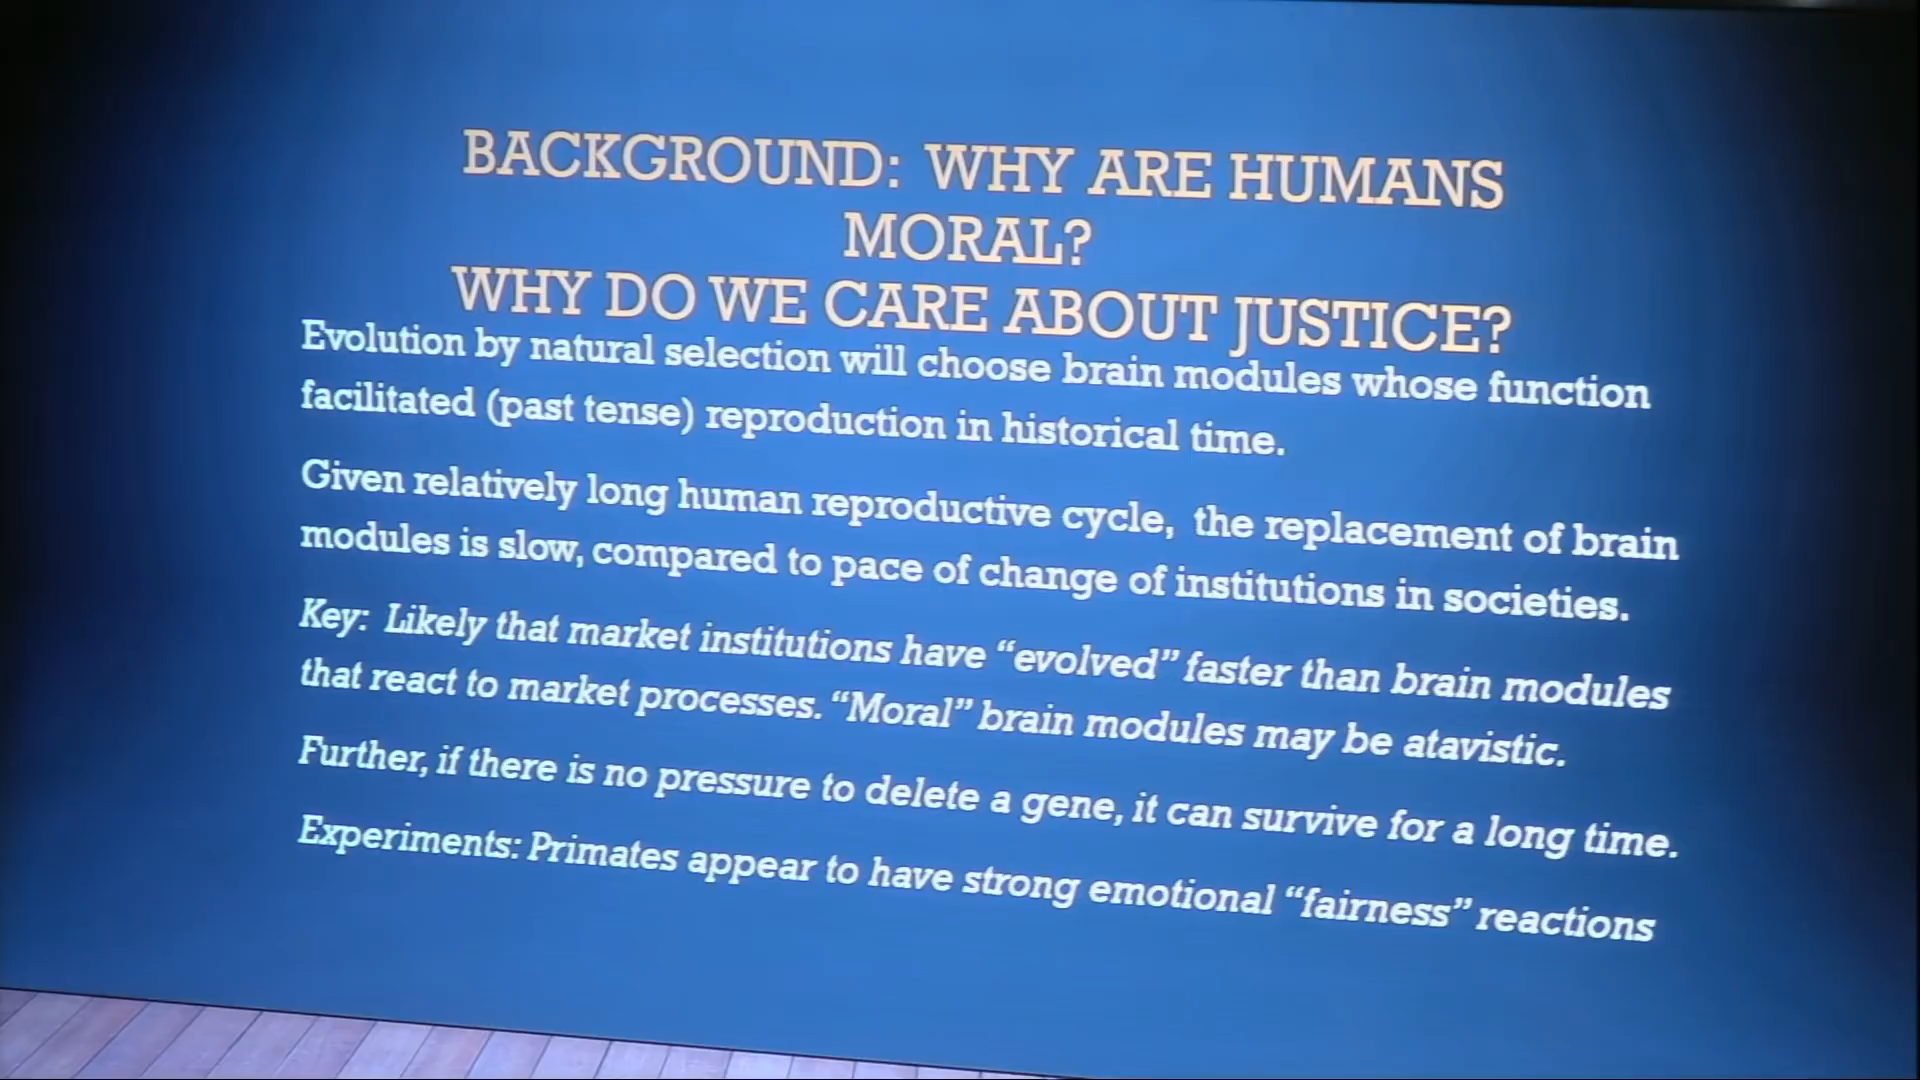 BACKGROUND: WHY ARE HUMANS
MORAL?
WHY DO WE CARE ABOUT JUSTICE?
Evolution by natural selection will choose brain modules whose function
facilitated (past tense) reproduction in historical time.
Given relatively long human reproductive cycle, the replacement of brain
modules is slow, compared to pace of change of institutions in societies.
Key: Likely that market institutions have “evolved” faster than brain modules
that react to market processes. “Moral” brain modules may be atavistic.
Further, if there is no pressure to delete a gene, it can survive for a long time.
Experiments: Primates appear to have strong emotional “fairness” reactions